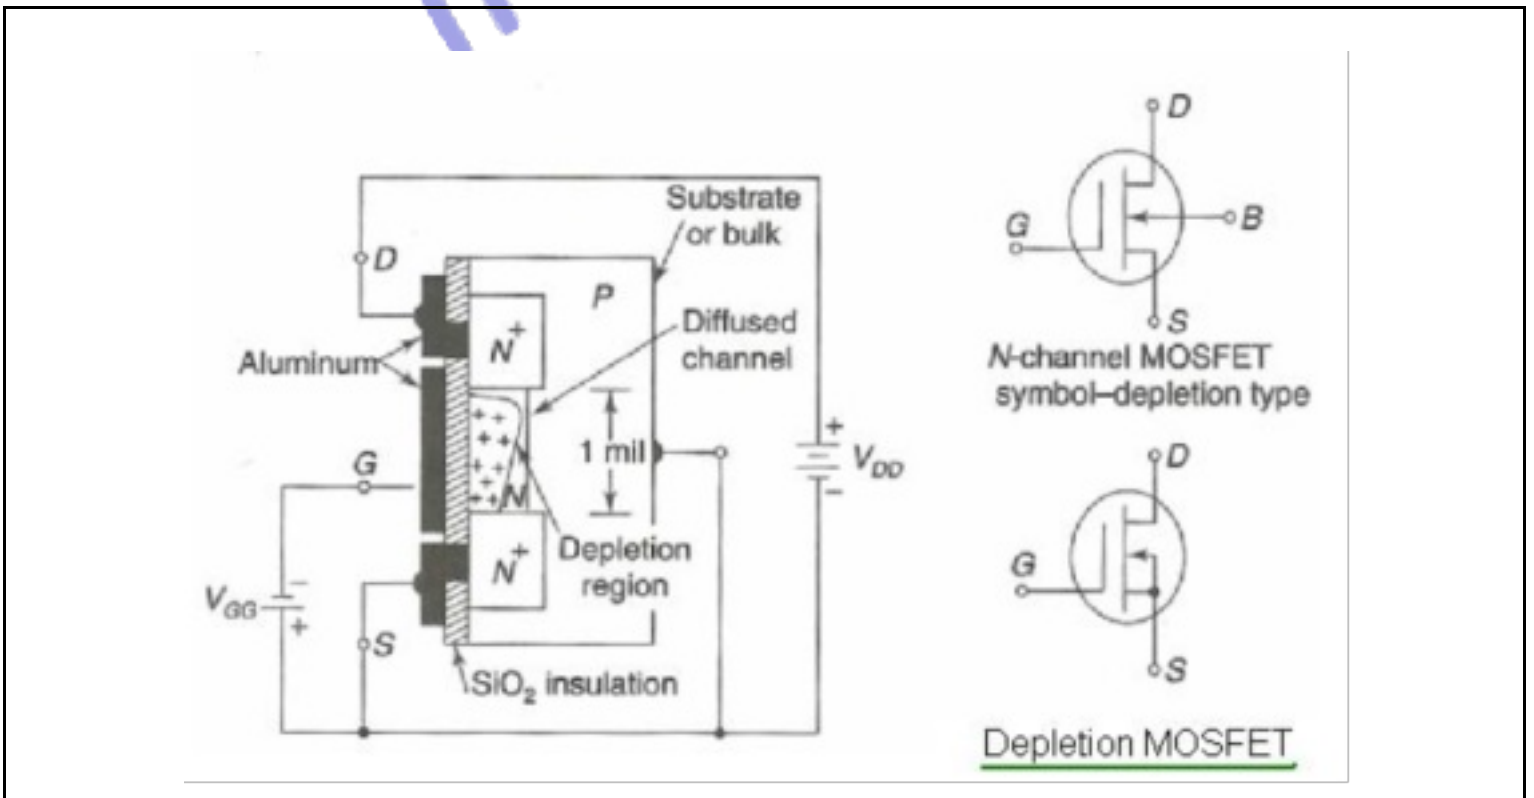 D
Substrate
or bulk
G
B
D
P
Diffused
channel
S
N+
Aluminum
N-channel MOSFET
symbol–depletion type
+ + + + + + + +
1 mil
+
VDD
−
D
G
N
N+
Depletion
region
G
VGG
−
+
S
S
SiO2 insulation
Depletion MOSFET